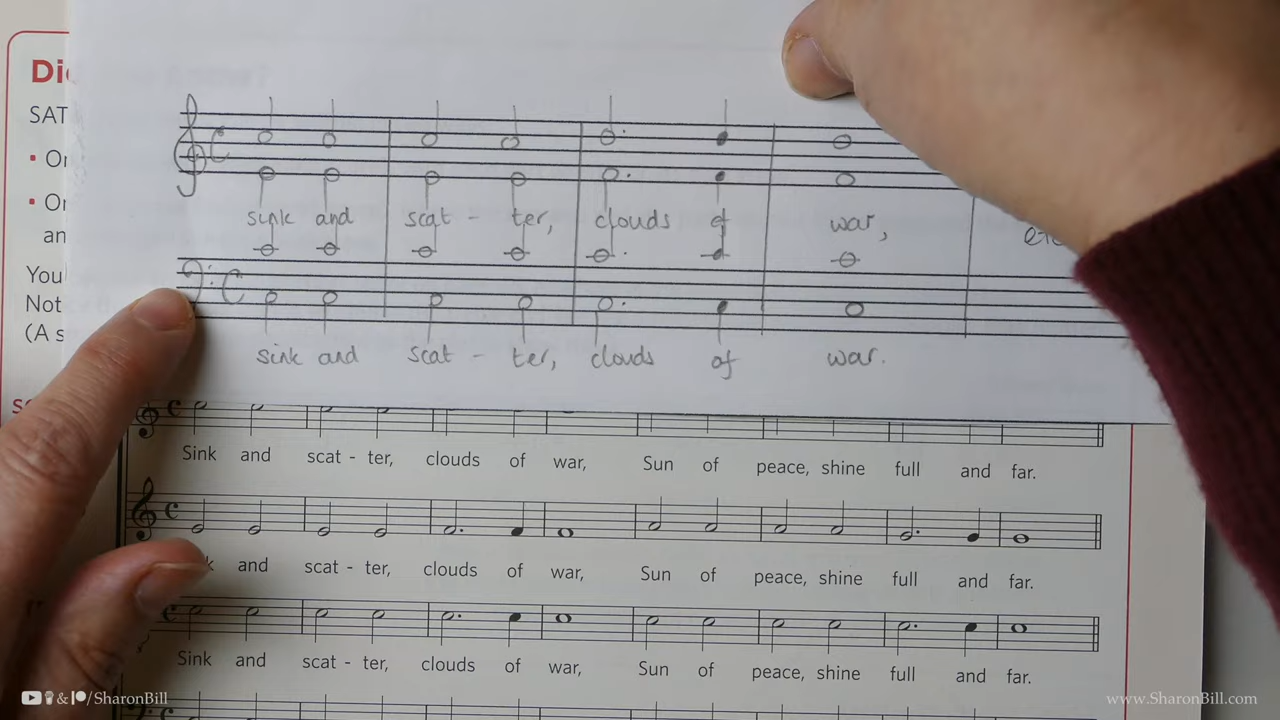 Di
SAT
• Or
• Or
an
You
Not
(A s
sink and scat - ter, clouds of war, etc
sink and scat - ter, clouds of war.
Sink and scat - ter, clouds of war, Sun of peace, shine full and far.
k and scat - ter, clouds of war, Sun of peace, shine full and far.
Sink and scat - ter, clouds of war, Sun of peace, shine full and far.
/SharonBill
www.SharonBill.com